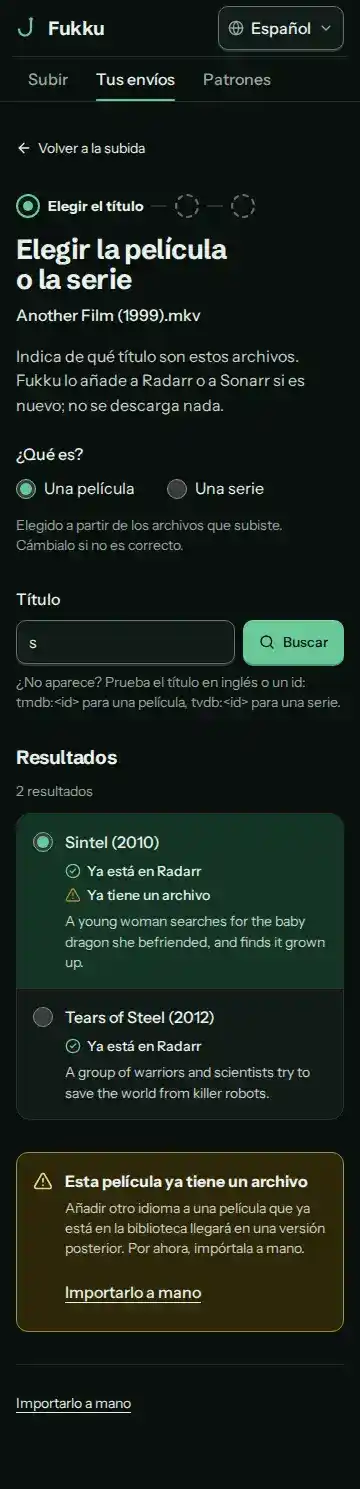 Fukku
Español
Subir
Tus envíos
Patrones
Volver a la subida
Elegir el título
Elegir la película
o la serie
Another Film (1999).mkv
Indica de qué título son estos archivos.
Fukku lo añade a Radarr o a Sonarr si es
nuevo; no se descarga nada.
¿Qué es?
Una película
Una serie
Elegido a partir de los archivos que subiste.
Cámbialo si no es correcto.
Título
s
Buscar
¿No aparece? Prueba el título en inglés o un id:
tmdb:<id> para una película, tvdb:<id> para una serie.
Resultados
2 resultados
Sintel (2010)
Ya está en Radarr
Ya tiene un archivo
A young woman searches for the baby
dragon she befriended, and finds it grown
up.
Tears of Steel (2012)
Ya está en Radarr
A group of warriors and scientists try to
save the world from killer robots.
Esta película ya tiene un archivo
Añadir otro idioma a una película que ya
está en la biblioteca llegará en una versión
posterior. Por ahora, impórtala a mano.
Importarlo a mano
Importarlo a mano